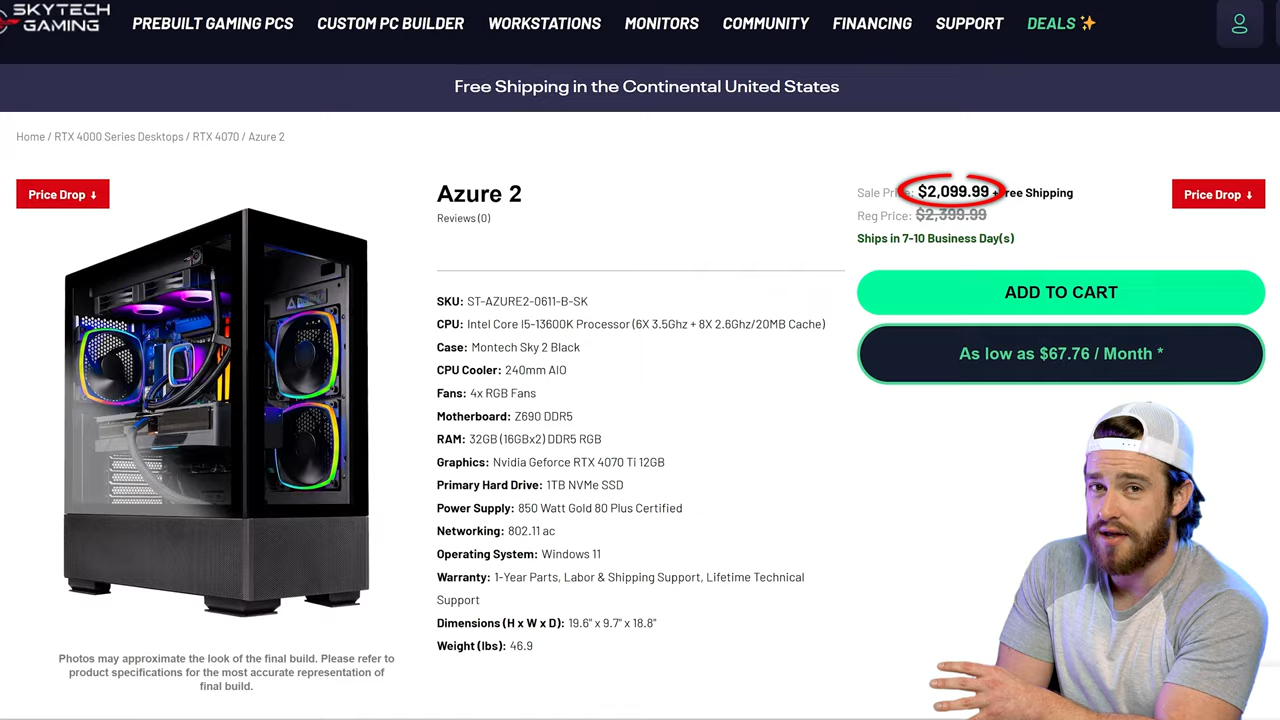 SKYTECH
GAMING
PREBUILT GAMING PCS
CUSTOM PC BUILDER
WORKSTATIONS
MONITORS
COMMUNITY
FINANCING
SUPPORT
DEALS
Free Shipping in the Continental United States
Home / RTX 4000 Series Desktops / RTX 4070 / Azure 2
Price Drop ↓
Photos may approximate the look of the final build. Please refer to
product specifications for the most accurate representation of
final build.
Azure 2
Reviews (0)
SKU: ST-AZURE2-0611-B-SK
CPU: Intel Core I5-13600K Processor (6X 3.5Ghz + 8X 2.6Ghz/20MB Cache)
Case: Montech Sky 2 Black
CPU Cooler: 240mm AIO
Fans: 4x RGB Fans
Motherboard: Z690 DDR5
RAM: 32GB (16GBx2) DDR5 RGB
Graphics: Nvidia Geforce RTX 4070 Ti 12GB
Primary Hard Drive: 1TB NVMe SSD
Power Supply: 850 Watt Gold 80 Plus Certified
Networking: 802.11 ac
Operating System: Windows 11
Warranty: 1-Year Parts, Labor & Shipping Support, Lifetime Technical
Support
Dimensions (H x W x D): 19.6" x 9.7" x 18.8"
Weight (lbs): 46.9
Sale Price: $2,099.99 + Free Shipping
Price Drop ↓
Reg Price: $2,399.99
Ships in 7-10 Business Day(s)
ADD TO CART
As low as $67.76 / Month *